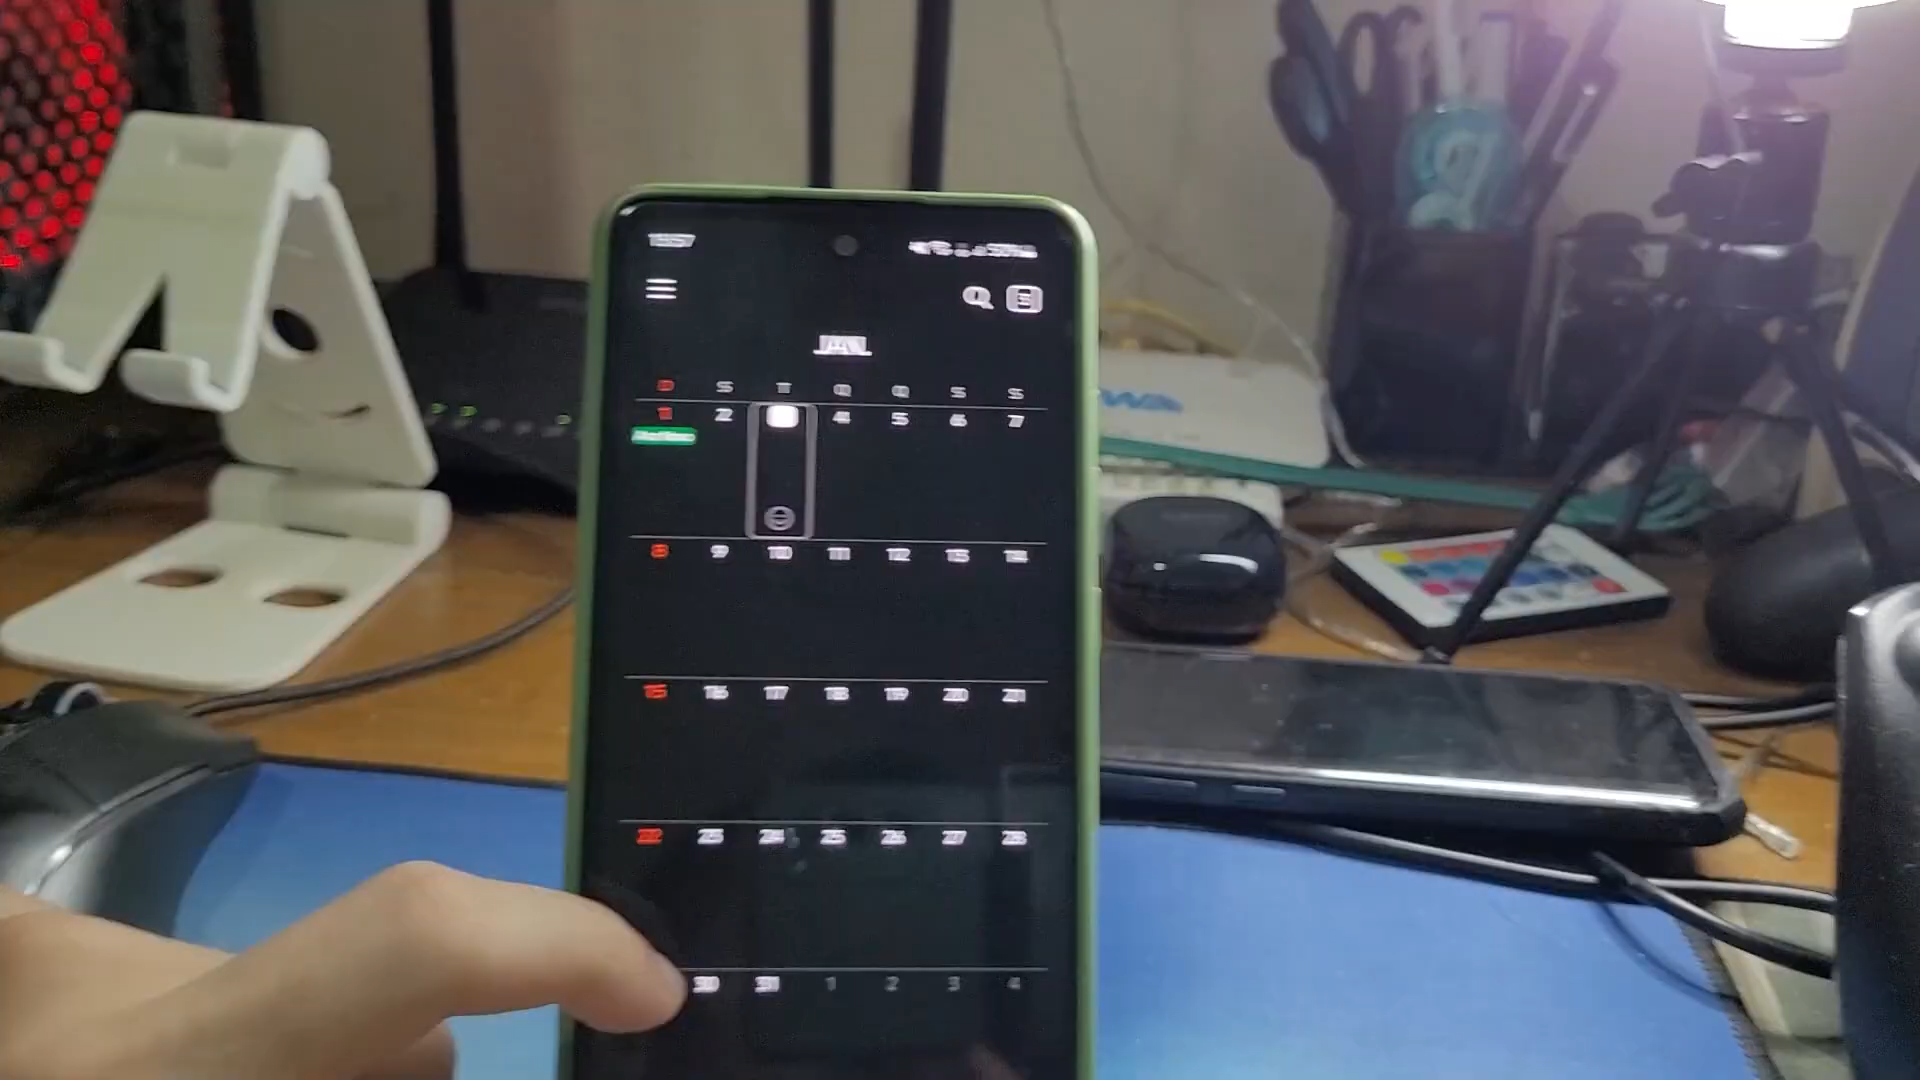 JAN
D S T Q Q S S
1 2 4 5 6 7
8 9 10 11 12 13 14
15 16 17 18 19 20 21
22 23 24 25 26 27 28
30 31 1 2 3 4